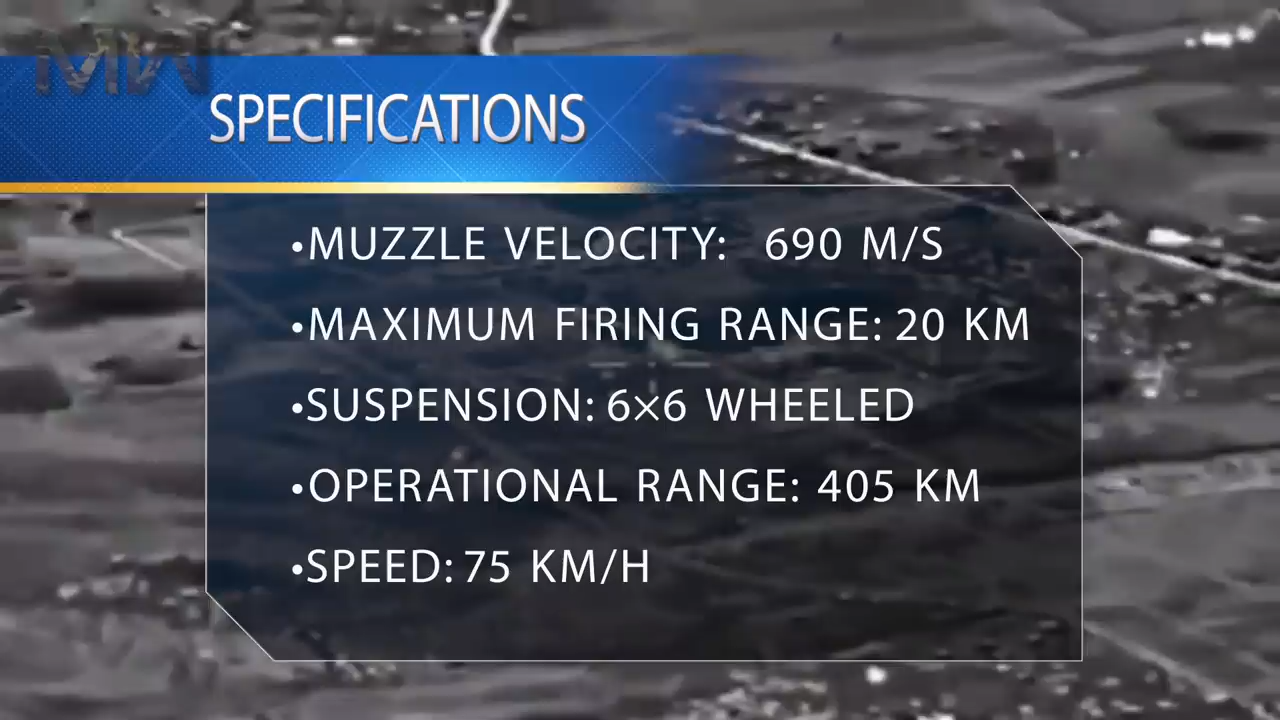 MW
SPECIFICATIONS
•MUZZLE VELOCITY: 690 M/S
•MAXIMUM FIRING RANGE: 20 KM
•SUSPENSION: 6×6 WHEELED
•OPERATIONAL RANGE: 405 KM
•SPEED: 75 KM/H